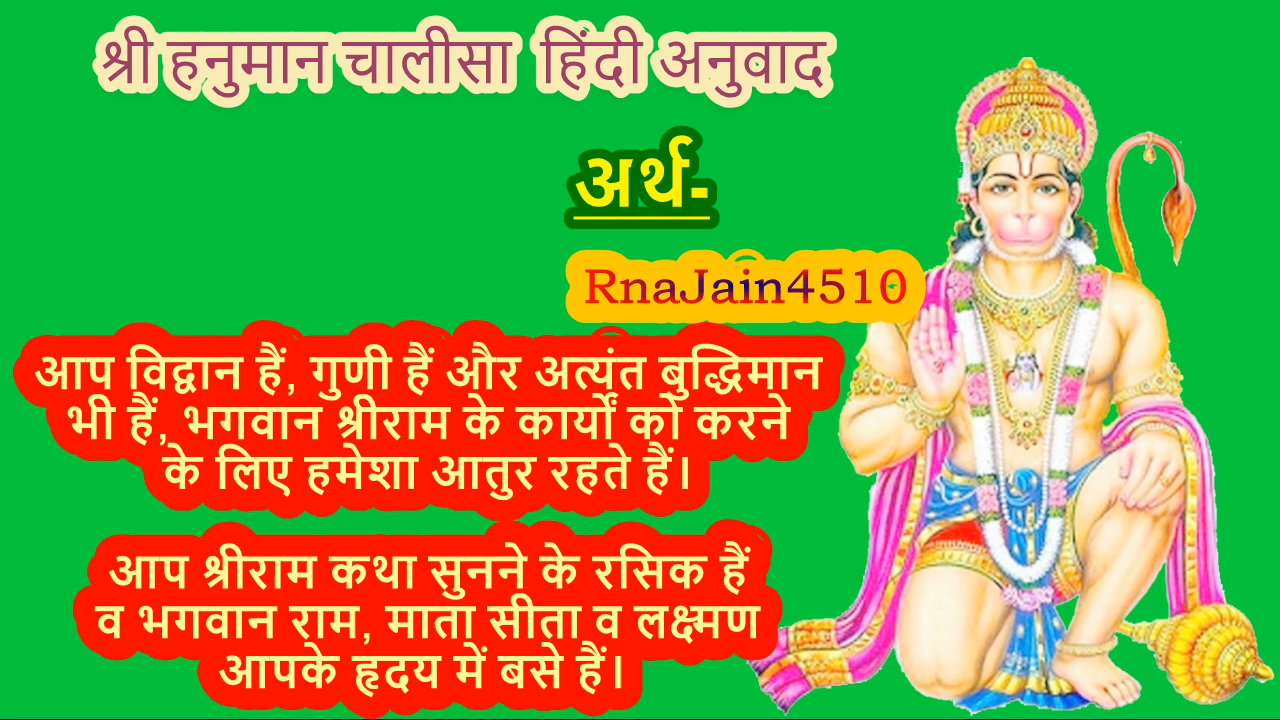 श्री हनुमान चालीसा हिंदी अनुवाद
अर्थ-
RnaJain4510
आप विद्वान हैं, गुणी हैं और अत्यंत बुद्धिमान
भी हैं, भगवान श्रीराम के कार्यों को करने
के लिए हमेशा आतुर रहते हैं।
आप श्रीराम कथा सुनने के रसिक हैं
व भगवान राम, माता सीता व लक्ष्मण
आपके हृदय में बसे हैं।